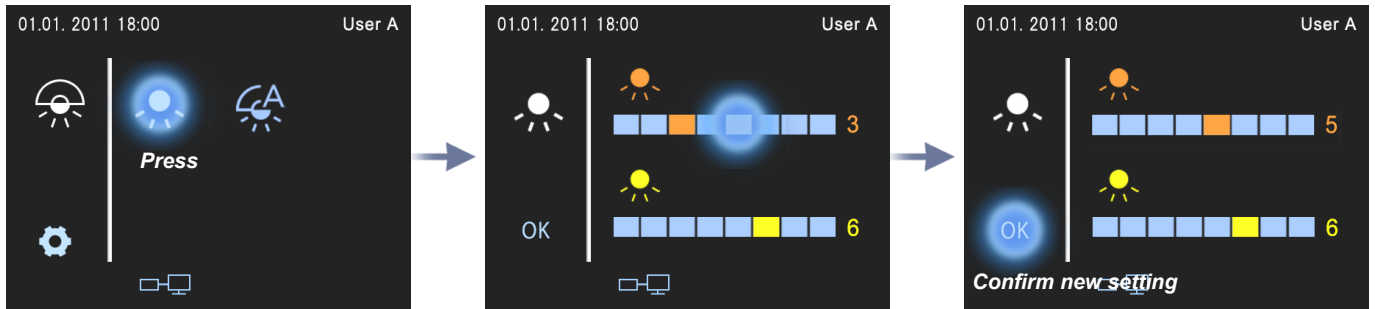 01.01. 2011 18:00 User A
A
Press
01.01. 2011 18:00 User A
3
OK 6
01.01. 2011 18:00 User A
5
OK 6
Confirm new setting